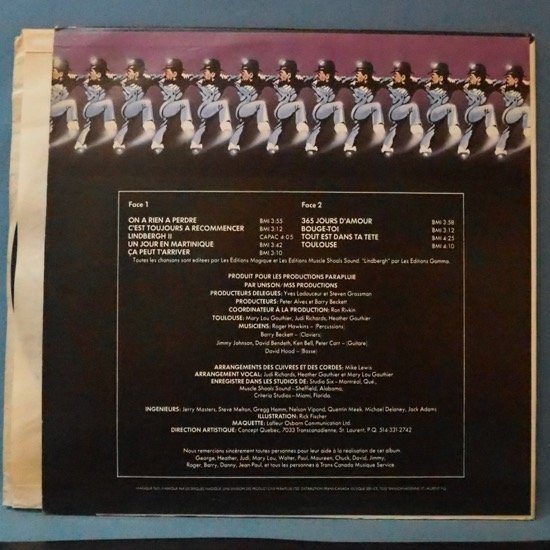 Face 1
ON A RIEN A PERDRE BMI 3:55
C'EST TOUJOURS A RECOMMENCER BMI 3:12
LINDBERGH II CAPAC 4:05
UN JOUR EN MARTINIQUE BMI 3:42
ÇA PEUT T'ARRIVER BMI 3:10
Face 2
365 JOURS D'AMOUR BMI 3:58
BOUGE-TOI BMI 3:12
TOUT EST DANS TA TETE BMI 4:25
TOULOUSE BMI 4:10
Toutes les chansons sont editees par Les Editions Magique et Les Editions Muscle Shoals Sound. "Lindbergh" par Les Editions Gamma.
PRODUIT POUR LES PRODUCTIONS PARAPLUIE
PAR UNISON/MSS PRODUCTIONS
PRODUCTEURS DELEGUES: Yves Ladouceur et Steven Grossman
PRODUCTEURS: Peter Alves et Barry Beckett
COORDINATEUR À LA PRODUCTION: Ron Rivkin
TOULOUSE: Mary Lou Gauthier, Judi Richards, Heather Gauthier
MUSICIENS: Roger Hawkins – (Percussions)
Barry Beckett – (Claviers)
Jimmy Johnson, David Bendeth, Ken Bell, Peter Carr – (Guitare)
David Hood – (Basse)
ARRANGEMENTS DES CUIVRES ET DES CORDES: Mike Lewis
ARRANGEMENT VOCAL: Judi Richards, Heather Gauthier et Mary Lou Gauthier
ENREGISTRE DANS LES STUDIOS DE: Studio Six – Montréal, Qué.,
Muscle Shoals Sound – Sheffield, Alabama,
Criteria Studios – Miami, Florida.
INGENIEURS: Jerry Masters, Steve Melton, Gregg Hamm, Nelson Vipond, Quentin Meek, Michael Delaney, Jack Adams
ILLUSTRATION: Rick Fischer
MAQUETTE: Lafleur Osborn Communication Ltd.
DIRECTION ARTISTIQUE: Concept Quebec, 7033 Transcanadienne, St. Laurent, P.Q. 514-331-2742
Nous remercions sincèrement toutes personnes pour leur aide à la réalisation de cet album.
George, Heather, Judi, Mary Lou, Walter, Paul, Maureen, Chuck, David, Jimmy,
Roger, Barry, Danny, Jean-Paul, et tous les personnes à Trans-Canada Musique Service.